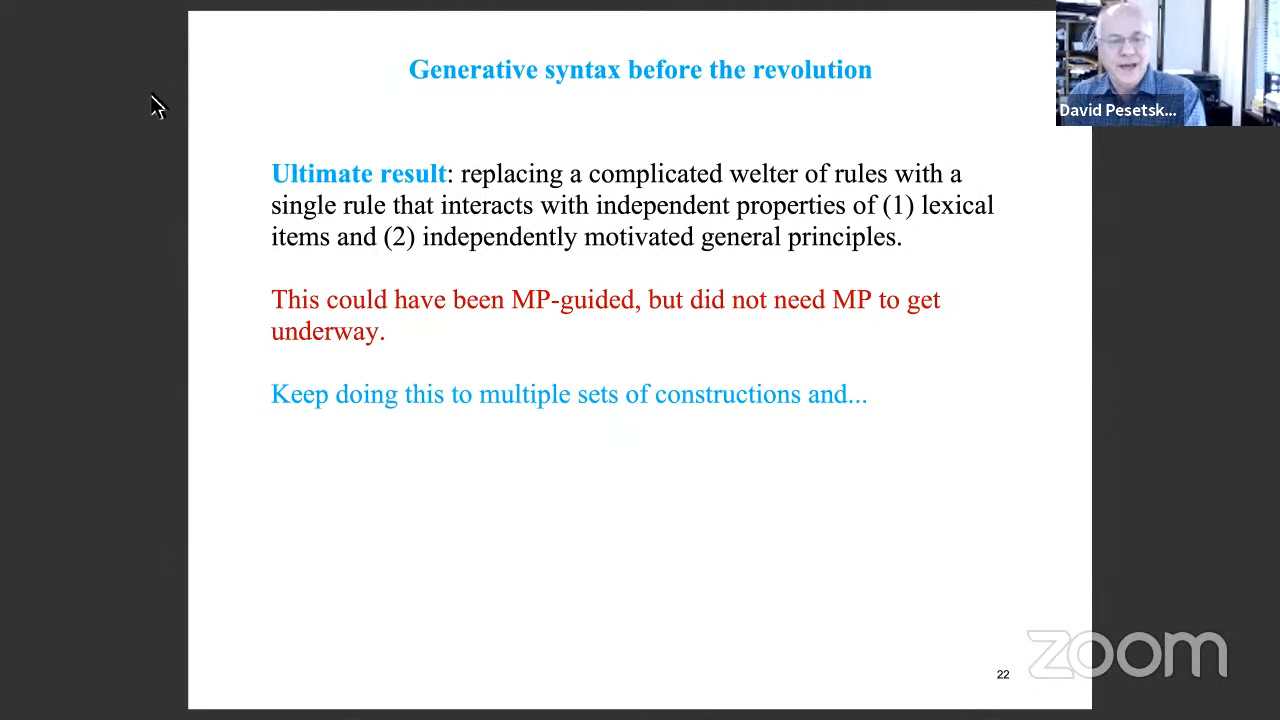 Generative syntax before the revolution
David Pesetsk...
Ultimate result: replacing a complicated welter of rules with a
single rule that interacts with independent properties of (1) lexical
items and (2) independently motivated general principles.
This could have been MP-guided, but did not need MP to get
underway.
Keep doing this to multiple sets of constructions and...
zoom
22